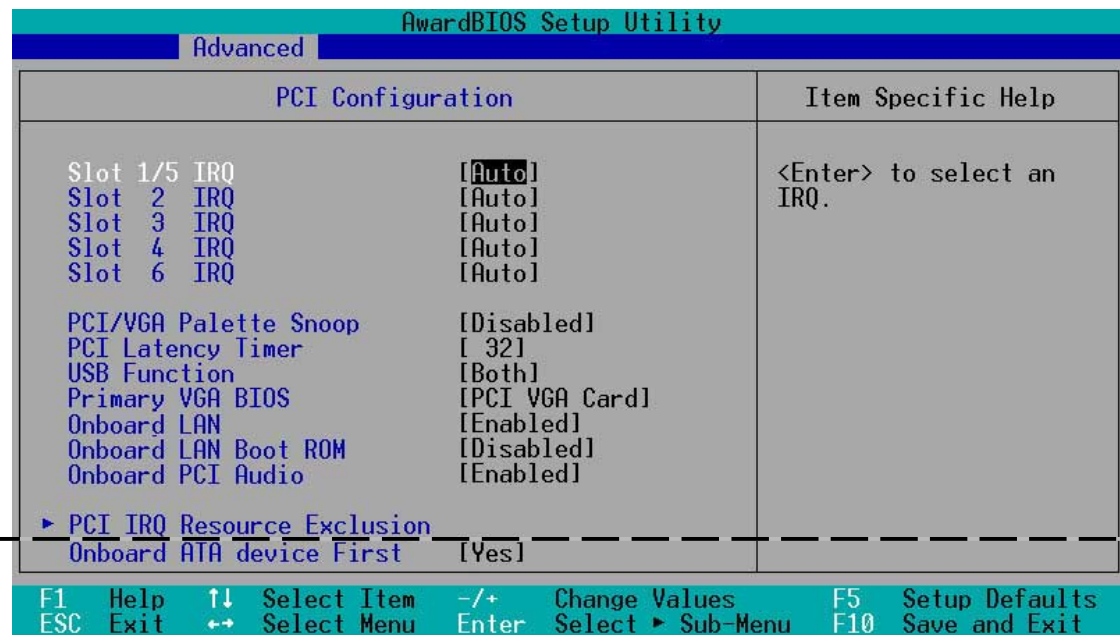 AwardBIOS Setup Utility
Advanced
PCI Configuration
Item Specific Help
Slot 1/5 IRQ [Auto]
Slot 2 IRQ [Auto]
Slot 3 IRQ [Auto]
Slot 4 IRQ [Auto]
Slot 6 IRQ [Auto]
PCI/VGA Palette Snoop [Disabled]
PCI Latency Timer [ 32]
USB Function [Both]
Primary VGA BIOS [PCI VGA Card]
Onboard LAN [Enabled]
Onboard LAN Boot ROM [Disabled]
Onboard PCI Audio [Enabled]
► PCI IRQ Resource Exclusion
Onboard ATA device First [Yes]
<Enter> to select an
IRQ.
F1 Help ↑↓ Select Item -/+ Change Values F5 Setup Defaults
ESC Exit ←→ Select Menu Enter Select ► Sub-Menu F10 Save and Exit